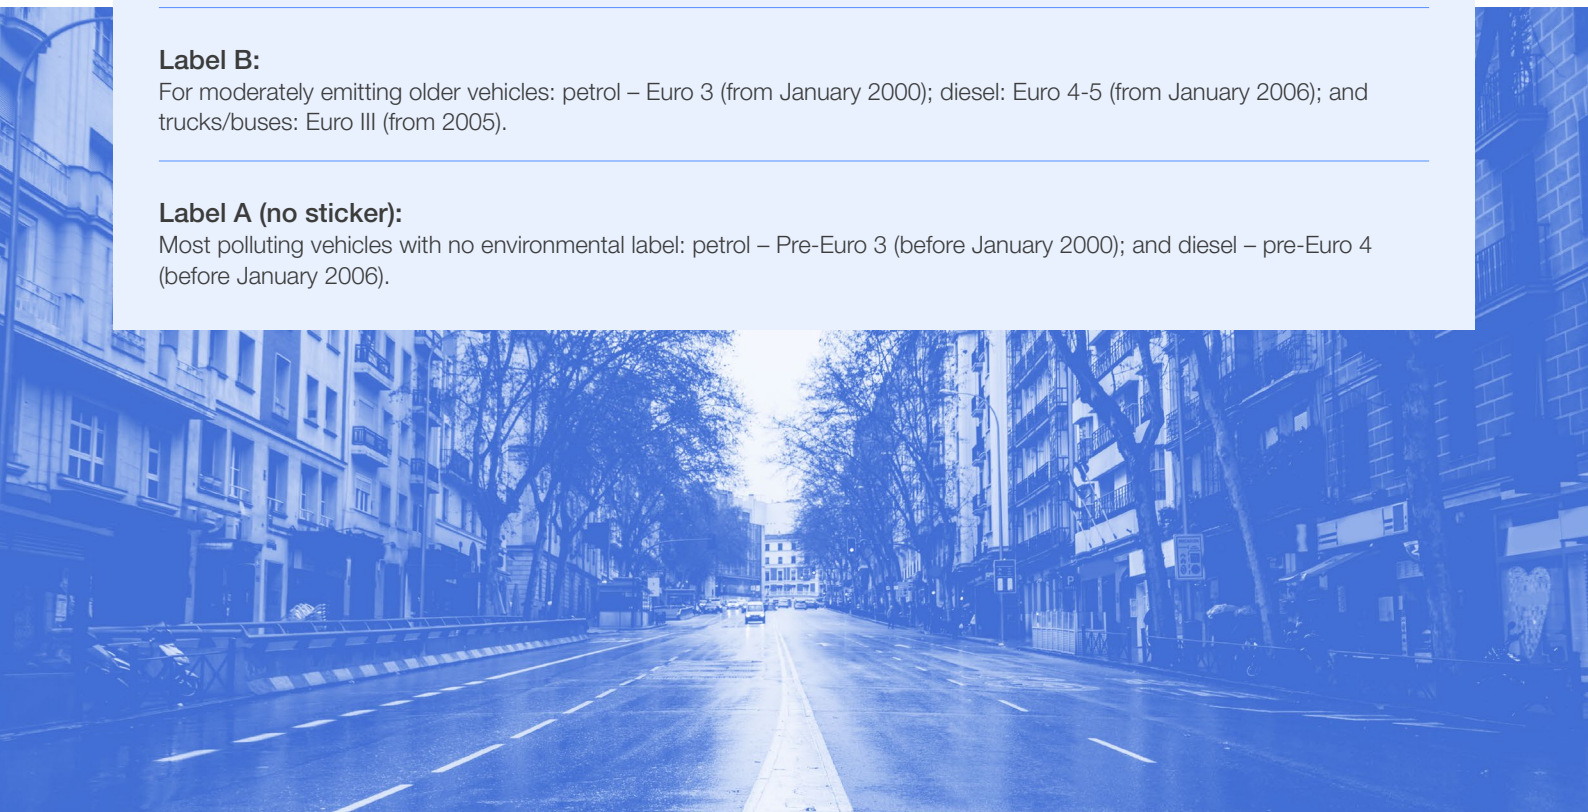 Label B:
For moderately emitting older vehicles: petrol – Euro 3 (from January 2000); diesel: Euro 4-5 (from January 2006); and
trucks/buses: Euro III (from 2005).
Label A (no sticker):
Most polluting vehicles with no environmental label: petrol – Pre-Euro 3 (before January 2000); and diesel – pre-Euro 4
(before January 2006).